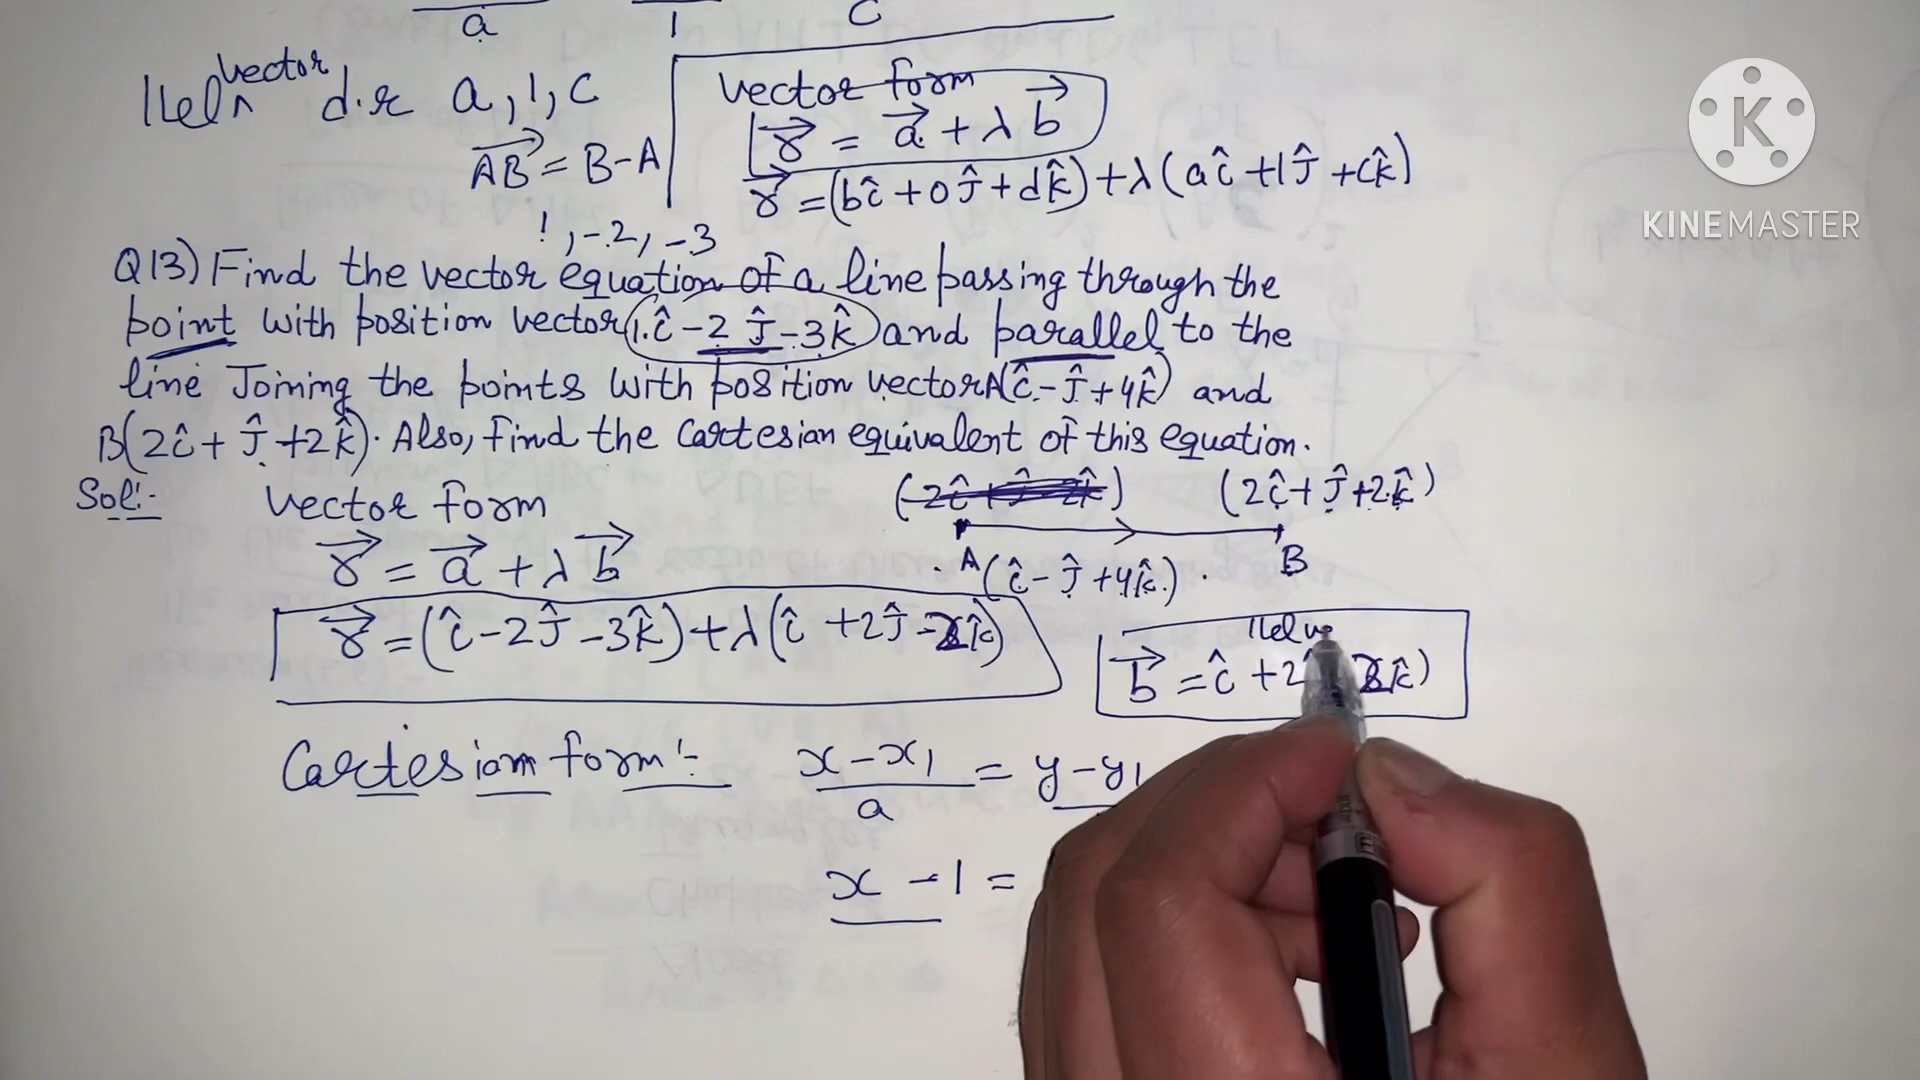 a 1 C
||el vector d.r a, 1, C
AB⃗ = B-A
Vector form
r⃗ = a⃗ + λ b⃗
r⃗ = (bî + 0ĵ + dk̂) + λ(aî + 1ĵ + ck̂)
K
KINEMASTER
1, -2, -3
Q13) Find the vector equation of a line passing through the
point with position vector 1.î - 2ĵ - 3k̂ and parallel to the
line Joining the points with position vector A(î - ĵ + 4k̂) and
B(2î + ĵ + 2k̂). Also, Find the Cartesian equivalent of this equation.
Sol!:- Vector form
(2î + ĵ + 2k̂)
r⃗ = a⃗ + λ b⃗
A(î - ĵ + 4k̂) B
r⃗ = (î - 2ĵ - 3k̂) + λ(î + 2ĵ - 2k̂)
||el
b⃗ = î + 2 2k̂)
Cartesian form:- x - x₁ / a = y - y₁
x - 1 =